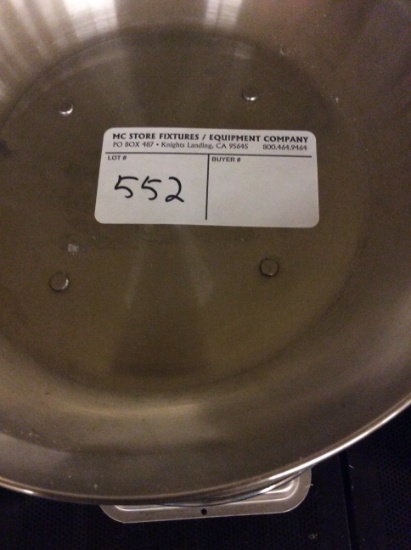 MC STORE FIXTURES / EQUIPMENT COMPANY
PO BOX 487 • Knights Landing, CA 95645 800.464.9464
LOT # BUYER #
552